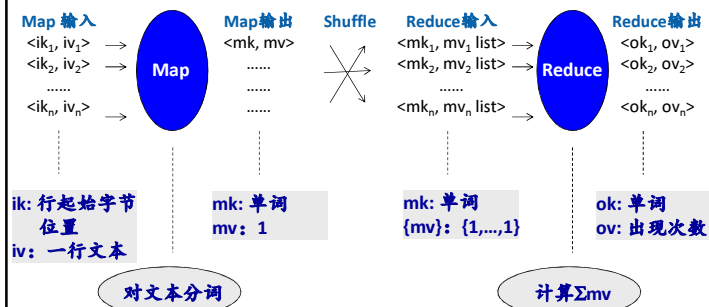 Map 输入
Map输出
Shuffle
Reduce输入
Reduce输出
<ik1, iv1>
<ik2, iv2>
......
<ikn, ivn>
Map
<mk, mv>
......
......
......
<mk1, mv1 list>
<mk2, mv2 list>
......
<mkn, mvn list>
Reduce
<ok1, ov1>
<ok2, ov2>
......
<okn, ovn>
ik: 行起始字节
位置
iv：一行文本
mk: 单词
mv：1
mk: 单词
{mv}：{1,...,1}
ok: 单词
ov: 出现次数
对文本分词
计算Σmv